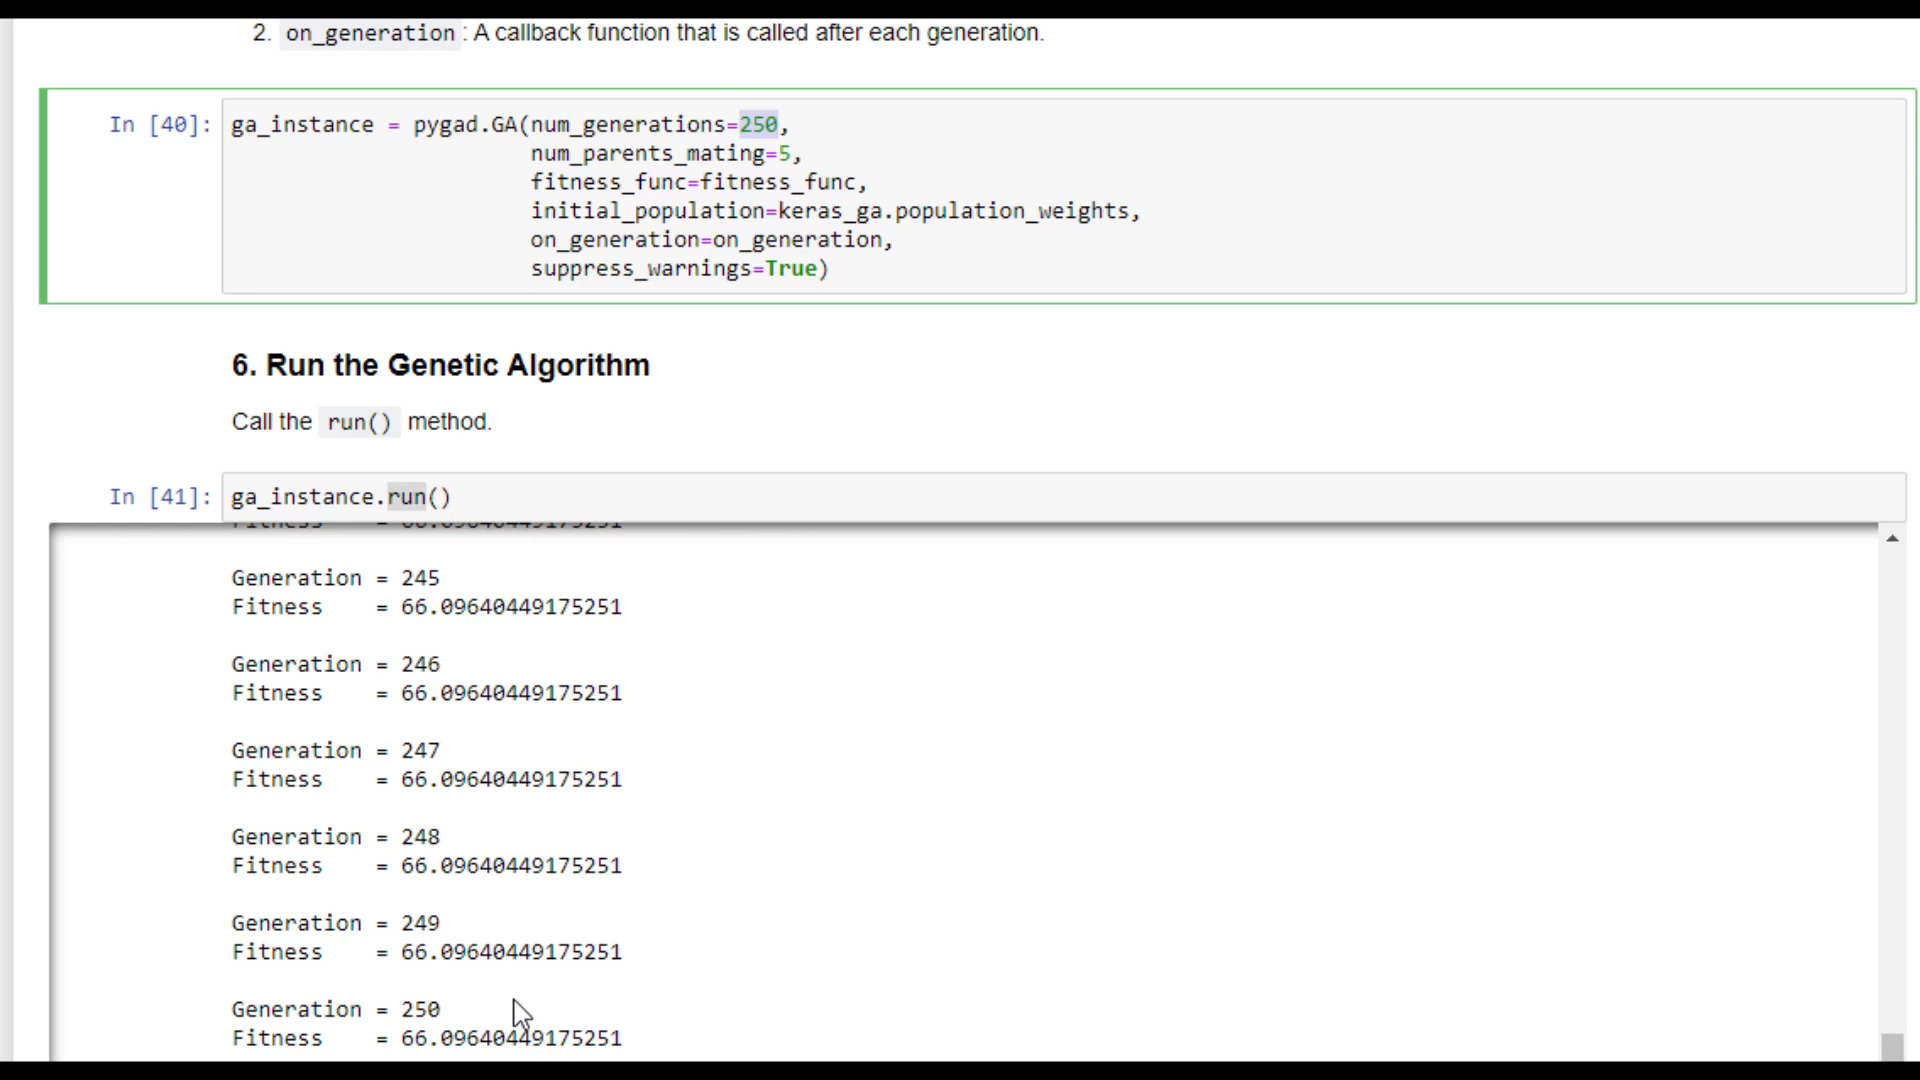 2. on_generation : A callback function that is called after each generation.
In [40]: ga_instance = pygad.GA(num_generations=250,
num_parents_mating=5,
fitness_func=fitness_func,
initial_population=keras_ga.population_weights,
on_generation=on_generation,
suppress_warnings=True)
6. Run the Genetic Algorithm
Call the run() method.
In [41]: ga_instance.run()
Fitness    = 66.09640449175251
Generation = 245
Fitness    = 66.09640449175251
Generation = 246
Fitness    = 66.09640449175251
Generation = 247
Fitness    = 66.09640449175251
Generation = 248
Fitness    = 66.09640449175251
Generation = 249
Fitness    = 66.09640449175251
Generation = 250
Fitness    = 66.09640449175251